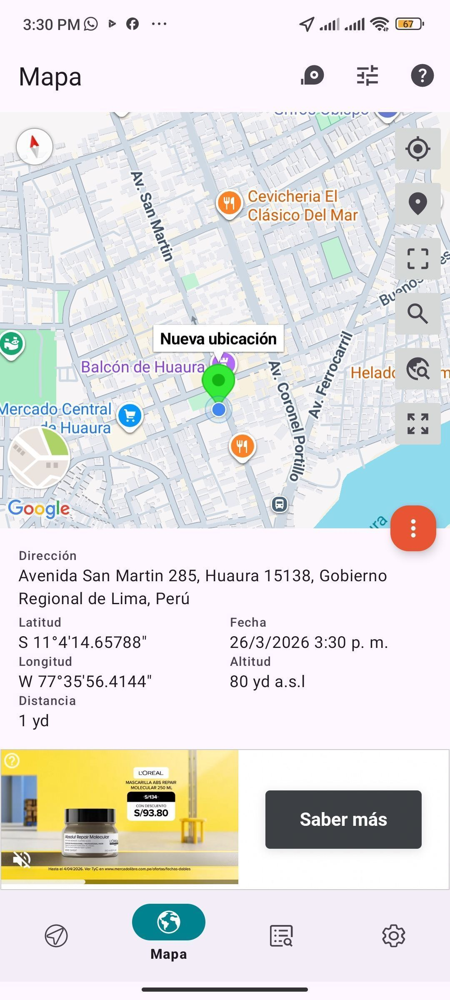 3:30 PM
67
Mapa
Av. San Martin
Cevicheria El
Clásico Del Mar
Buenos
es
Nueva ubicación
Balcón de Huaura
Av. Coronel Portillo
Av. Ferrocarril
Helado
Mercado Central
de Huaura
Google
Dirección
Avenida San Martin 285, Huaura 15138, Gobierno
Regional de Lima, Perú
Latitud
S 11°4'14.65788"
Fecha
26/3/2026 3:30 p. m.
Longitud
W 77°35'56.4144"
Altitud
80 yd a.s.l
Distancia
1 yd
L'ORÉAL
MASCARILLA ABS REPAIR
MOLECULAR 250 ML
S/134
CON DESCUENTO
S/93.80
Absolut Repair Molecular
SERIE EXPERT
Hasta el 4/04/2026. Ver TyC en www.mercadolibre.com.pe/ofertas/fechas-dobles
Saber más
Mapa